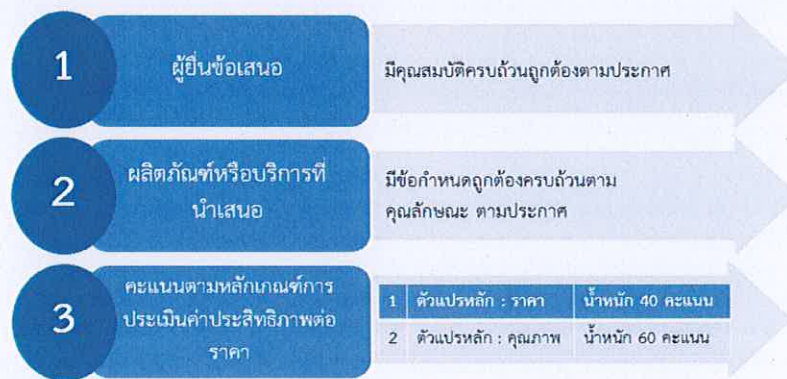 1
ผู้ยื่นข้อเสนอ
มีคุณสมบัติครบถ้วนถูกต้องตามประกาศ
2
ผลิตภัณฑ์หรือบริการที่
นำเสนอ
มีข้อกำหนดถูกต้องครบถ้วนตาม
คุณลักษณะ ตามประกาศ
3
คะแนนตามหลักเกณฑ์การ
ประเมินค่าประสิทธิภาพต่อ
ราคา
1 ตัวแปรหลัก : ราคา น้ำหนัก 40 คะแนน
2 ตัวแปรหลัก : คุณภาพ น้ำหนัก 60 คะแนน